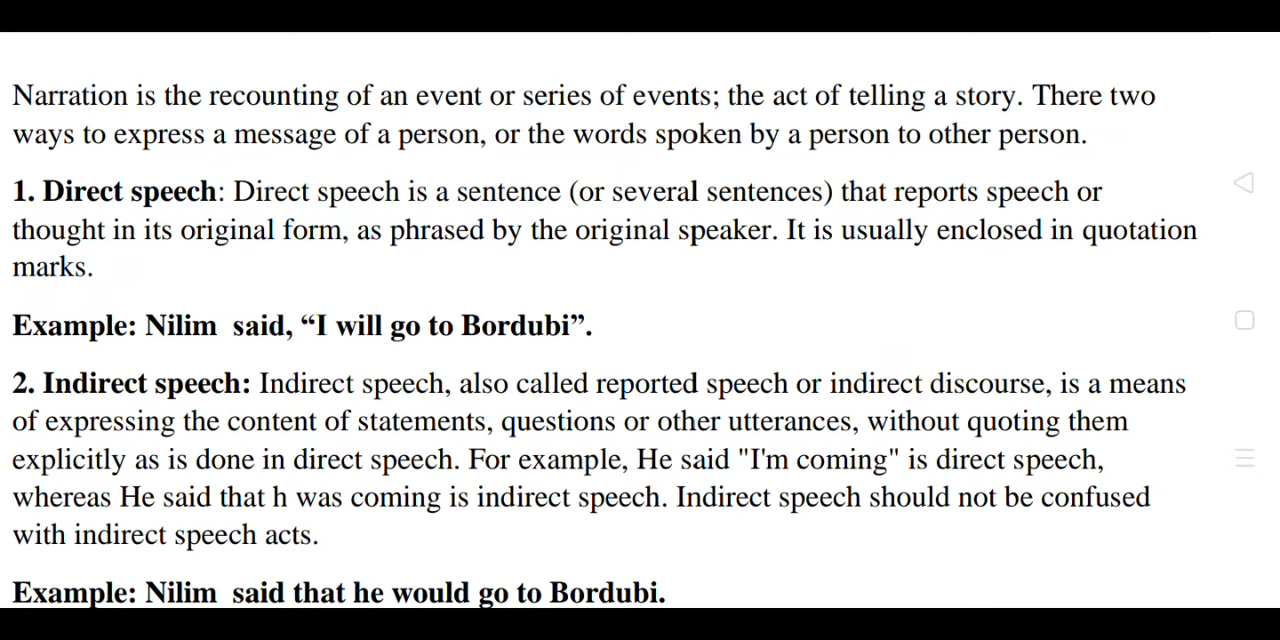 Narration is the recounting of an event or series of events; the act of telling a story. There two
ways to express a message of a person, or the words spoken by a person to other person.
1. Direct speech: Direct speech is a sentence (or several sentences) that reports speech or
thought in its original form, as phrased by the original speaker. It is usually enclosed in quotation
marks.
Example: Nilim  said, “I will go to Bordubi”.
2. Indirect speech: Indirect speech, also called reported speech or indirect discourse, is a means
of expressing the content of statements, questions or other utterances, without quoting them
explicitly as is done in direct speech. For example, He said "I'm coming" is direct speech,
whereas He said that h was coming is indirect speech. Indirect speech should not be confused
with indirect speech acts.
Example: Nilim  said that he would go to Bordubi.